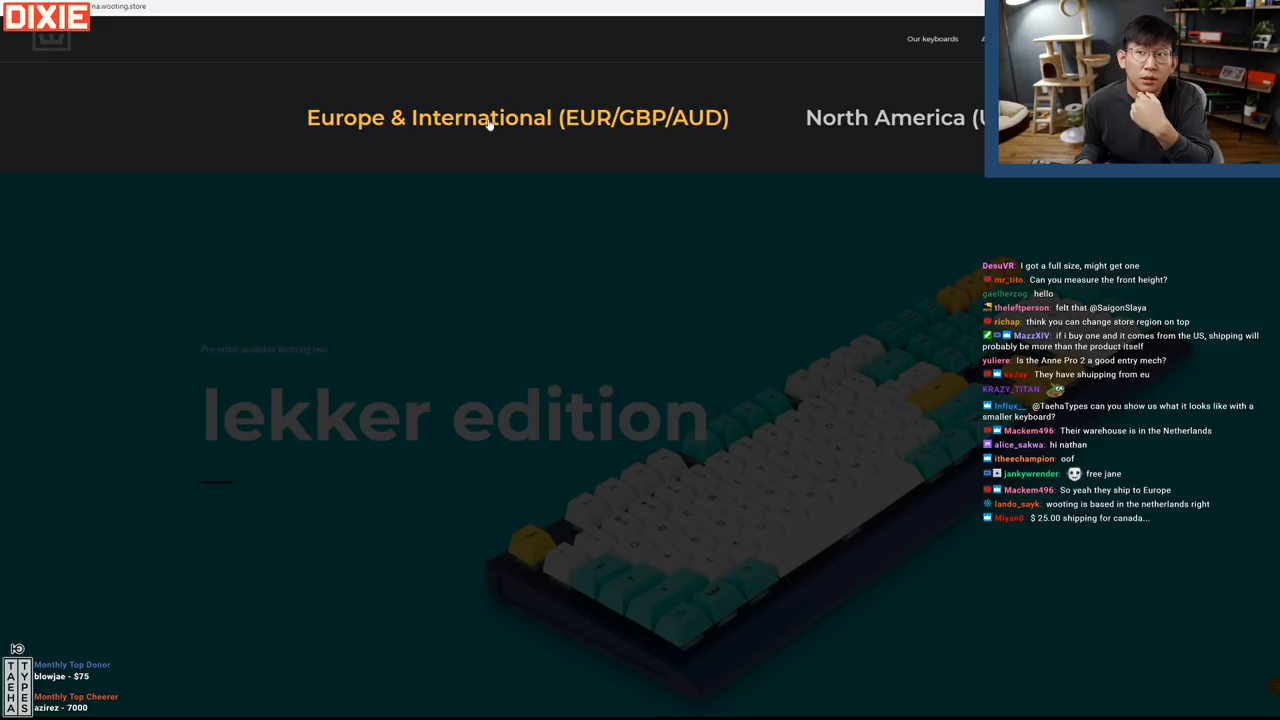 DIXIE
na.wooting.store
Our keyboards
Europe & International (EUR/GBP/AUD)
North America (U
Pre-order available Wooting two
lekker edition
DesuVR: I got a full size, might get one
mr_tito: Can you measure the front height?
gaelherzog hello
theleftperson: felt that @SaigonSlaya
richap: think you can change store region on top
MazzXIV: if i buy one and it comes from the US, shipping will
probably be more than the product itself
yuliere: Is the Anne Pro 2 a good entry mech?
They have shuipping from eu
KRAZY_TITAN
Influx_: @TaehaTypes can you show us what it looks like with a
smaller keyboard?
Mackem496: Their warehouse is in the Netherlands
alice_sakwa: hi nathan
itheechampion: oof
jankywrender: free jane
Mackem496: So yeah they ship to Europe
lando_sayk: wooting is based in the netherlands right
Miyan0: $ 25.00 shipping for canada...
TAEHA
TYPES
Monthly Top Donor
blowjae - $75
Monthly Top Cheerer
azirez - 7000